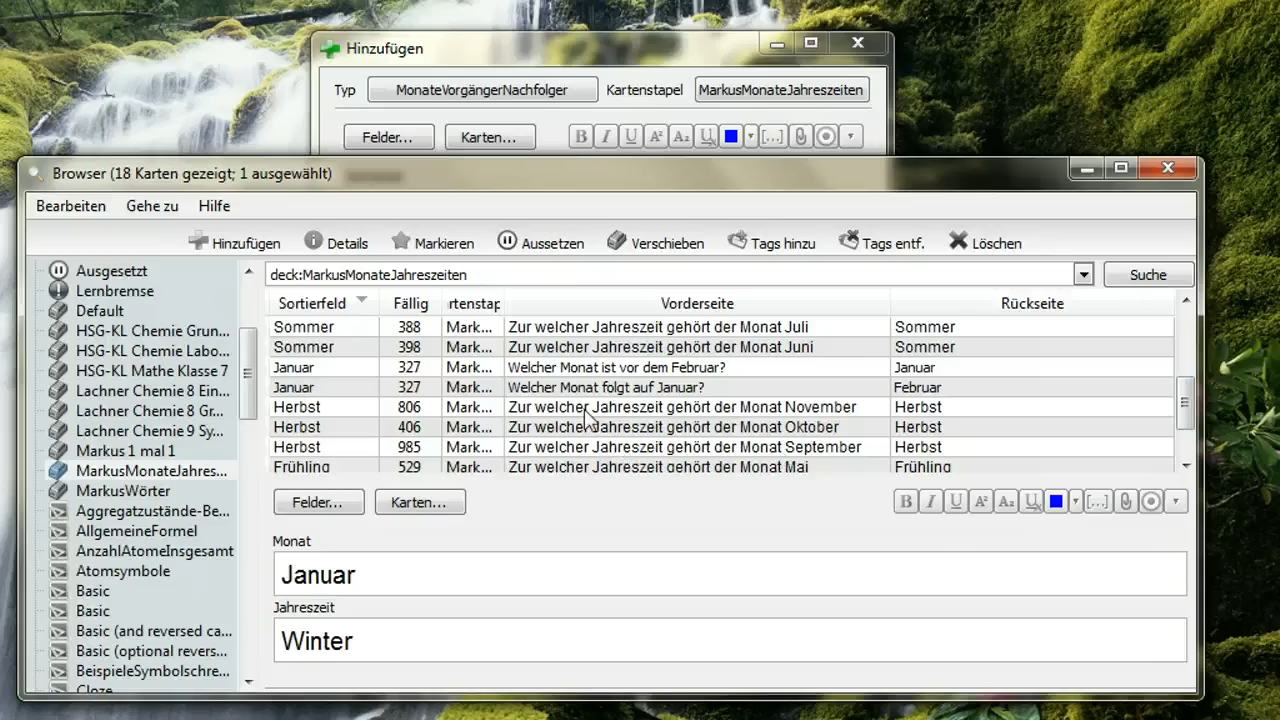 Hinzufügen
Typ MonateVorgängerNachfolger Kartenstapel MarkusMonateJahreszeiten
Felder... Karten... B I U A² A₂ U [...]
Browser (18 Karten gezeigt; 1 ausgewählt)
Bearbeiten Gehe zu Hilfe
Hinzufügen Details Markieren Aussetzen Verschieben Tags hinzu Tags entf. Löschen
Ausgesetzt
Lernbremse
Default
HSG-KL Chemie Grun...
HSG-KL Chemie Labo...
HSG-KL Mathe Klasse 7
Lachner Chemie 8 Ein...
Lachner Chemie 8 Gr...
Lachner Chemie 9 Sy...
Markus 1 mal 1
MarkusMonateJahres...
MarkusWörter
Aggregatzustände-Be...
AllgemeineFormel
AnzahlAtomeInsgesamt
Atomsymbole
Basic
Basic
Basic (and reversed ca...
Basic (optional revers...
BeispieleSymbolschre...
Cloze
deck:MarkusMonateJahreszeiten Suche
Sortierfeld Fällig rtenstap Vorderseite Rückseite
Sommer 388 Mark... Zur welcher Jahreszeit gehört der Monat Juli Sommer
Sommer 398 Mark... Zur welcher Jahreszeit gehört der Monat Juni Sommer
Januar 327 Mark... Welcher Monat ist vor dem Februar? Januar
Januar 327 Mark... Welcher Monat folgt auf Januar? Februar
Herbst 806 Mark... Zur welcher Jahreszeit gehört der Monat November Herbst
Herbst 406 Mark... Zur welcher Jahreszeit gehört der Monat Oktober Herbst
Herbst 985 Mark... Zur welcher Jahreszeit gehört der Monat September Herbst
Frühling 529 Mark... Zur welcher Jahreszeit gehört der Monat Mai Frühling
Felder... Karten... B I U A² A₂ U [...]
Monat
Januar
Jahreszeit
Winter